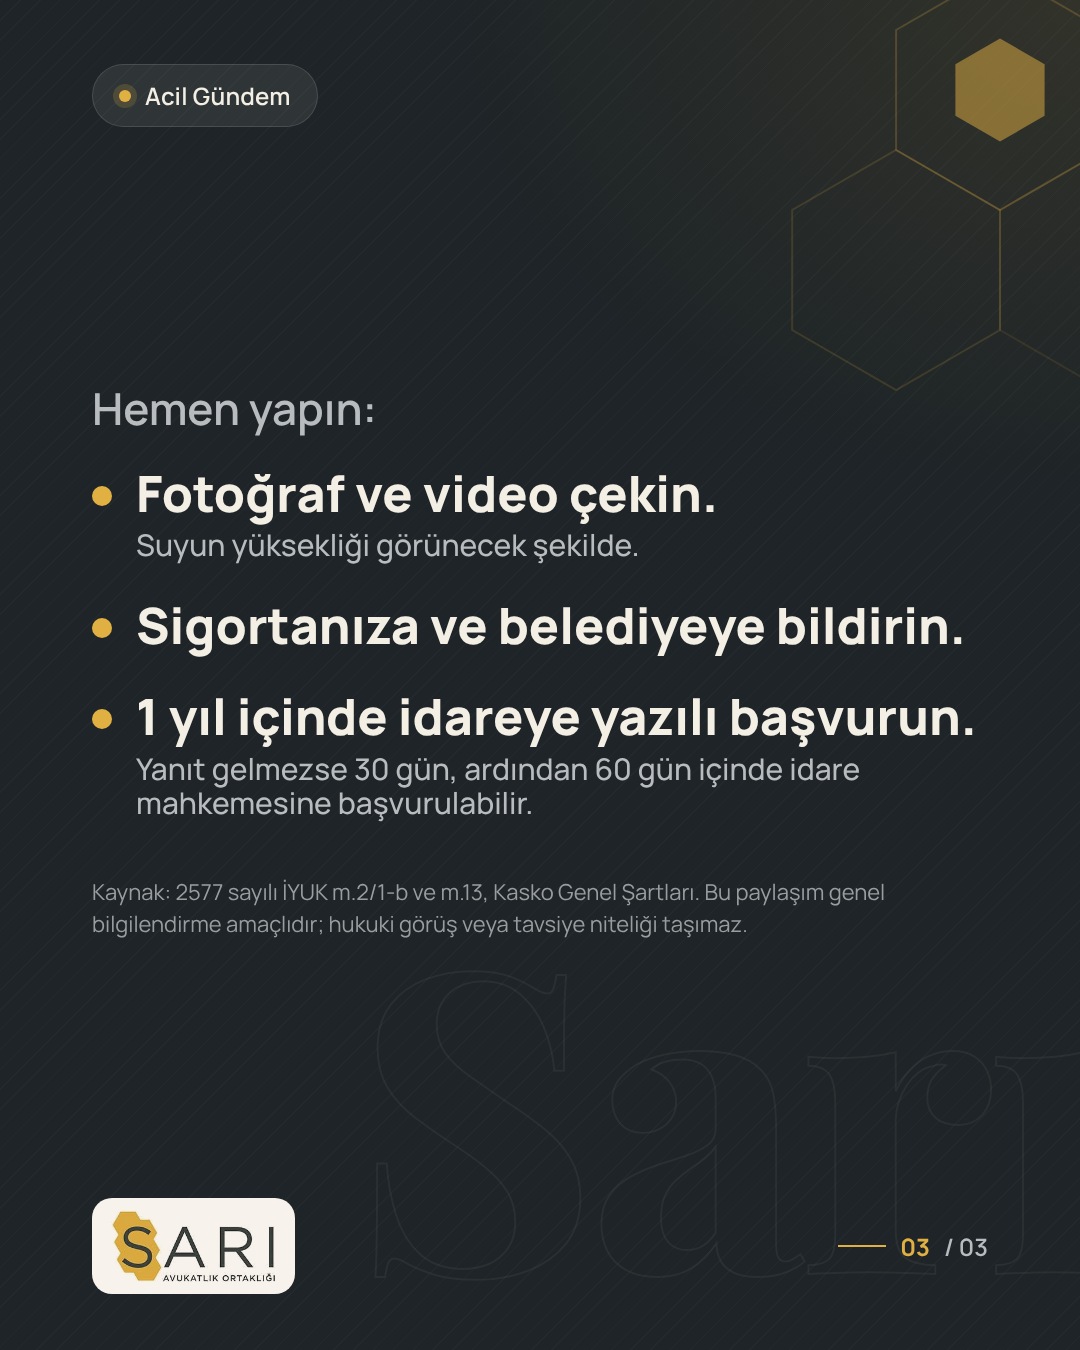 Acil Gündem
Hemen yapın:
Fotoğraf ve video çekin.
Suyun yüksekliği görünecek şekilde.
Sigortanıza ve belediyeye bildirin.
1 yıl içinde idareye yazılı başvurun.
Yanıt gelmezse 30 gün, ardından 60 gün içinde idare
mahkemesine başvurulabilir.
Kaynak: 2577 sayılı İYUK m.2/1-b ve m.13, Kasko Genel Şartları. Bu paylaşım genel
bilgilendirme amaçlıdır; hukuki görüş veya tavsiye niteliği taşımaz.
Sarı
SARI
AVUKATLIK ORTAKLIĞI
03 / 03